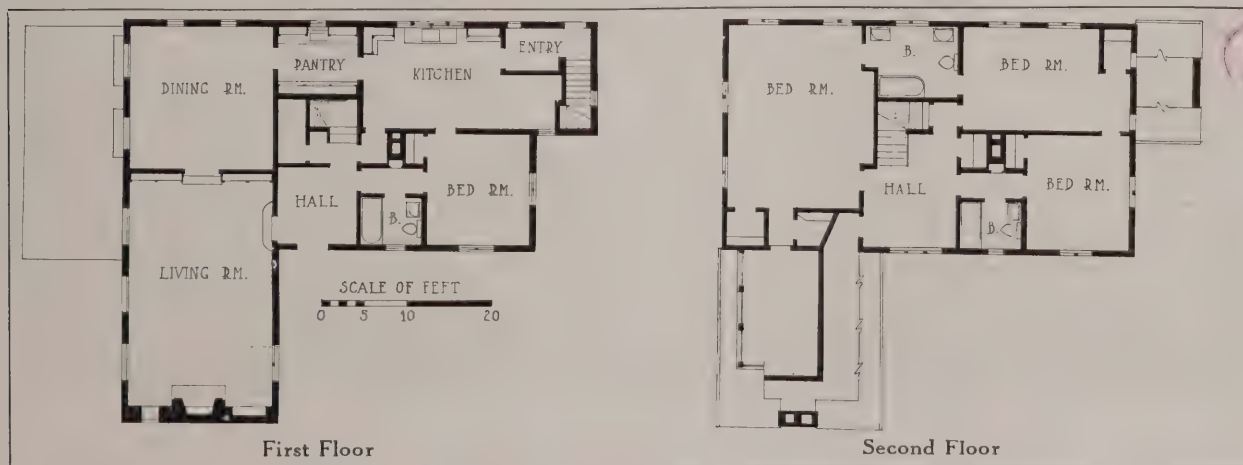 DINING RM.
PANTRY
KITCHEN
ENTRY
HALL
B.
BED RM.
LIVING RM.
SCALE OF FEET
0 5 10 20
First Floor
BED RM.
B.
BED RM.
HALL
BED RM.
B.
Second Floor